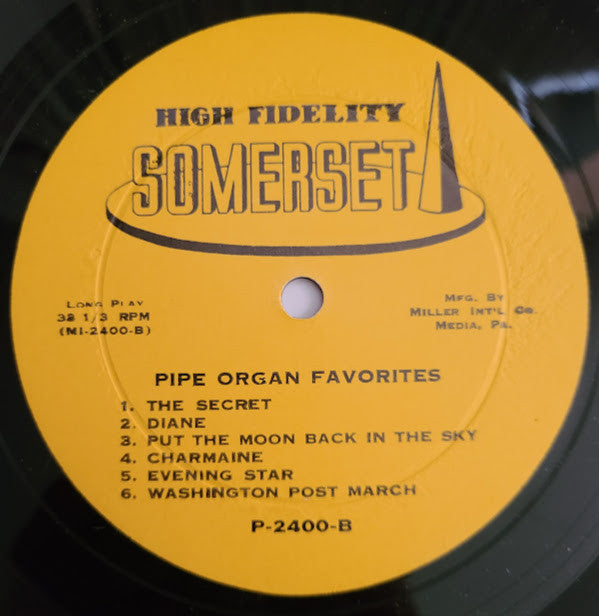 HIGH FIDELITY
SOMERSET
LONG PLAY
33 1/3 RPM
(MI-2400-B)
MFG. BY
MILLER INT'L CO.
MEDIA, PA.
PIPE ORGAN FAVORITES
1. THE SECRET
2. DIANE
3. PUT THE MOON BACK IN THE SKY
4. CHARMAINE
5. EVENING STAR
6. WASHINGTON POST MARCH
P-2400-B